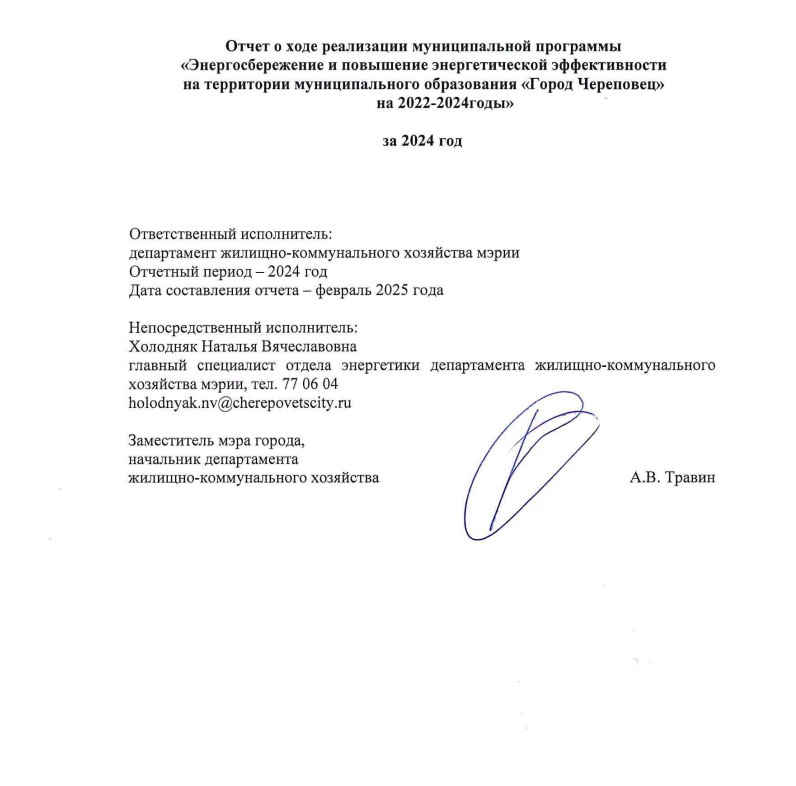 Отчет о ходе реализации муниципальной программы
«Энергосбережение и повышение энергетической эффективности
на территории муниципального образования «Город Череповец»
на 2022-2024годы»
за 2024 год
Ответственный исполнитель:
департамент жилищно-коммунального хозяйства мэрии
Отчетный период – 2024 год
Дата составления отчета – февраль 2025 года
Непосредственный исполнитель:
Холодняк Наталья Вячеславовна
главный специалист отдела энергетики департамента жилищно-коммунального
хозяйства мэрии, тел. 77 06 04
holodnyak.nv@cherepovetscity.ru
Заместитель мэра города,
начальник департамента
жилищно-коммунального хозяйства А.В. Травин